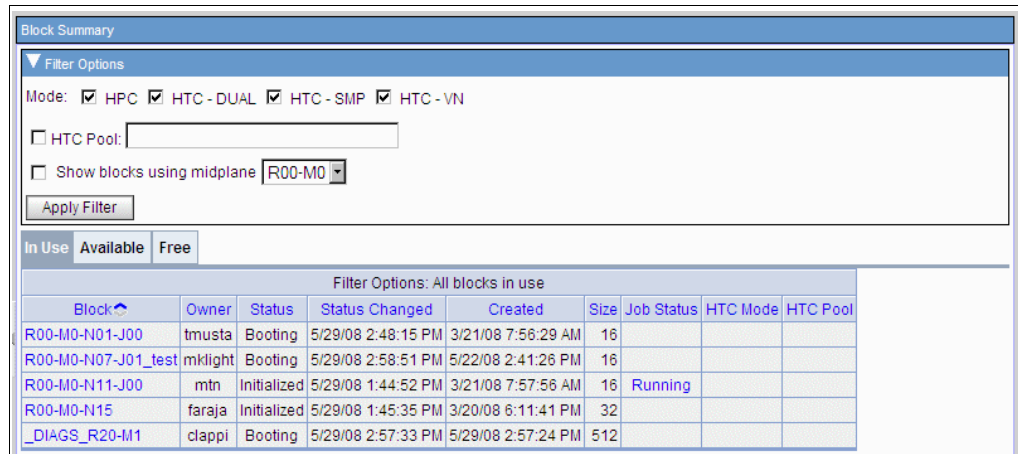 Block Summary
Filter Options
Mode: HPC HTC - DUAL HTC - SMP HTC - VN
HTC Pool:
Show blocks using midplane R00-M0
Apply Filter
In Use Available Free
Filter Options: All blocks in use
Block Owner Status Status Changed Created Size Job Status HTC Mode HTC Pool
R00-M0-N01-J00 tmusta Booting 5/29/08 2:48:15 PM 3/21/08 7:56:29 AM 16
R00-M0-N07-J01_test mklight Booting 5/29/08 2:58:51 PM 5/22/08 2:41:26 PM 16
R00-M0-N11-J00 mtn Initialized 5/29/08 1:44:52 PM 3/21/08 7:57:56 AM 16 Running
R00-M0-N15 faraja Initialized 5/29/08 1:45:35 PM 3/20/08 6:11:41 PM 32
_DIAGS_R20-M1 clappi Booting 5/29/08 2:57:33 PM 5/29/08 2:57:24 PM 512